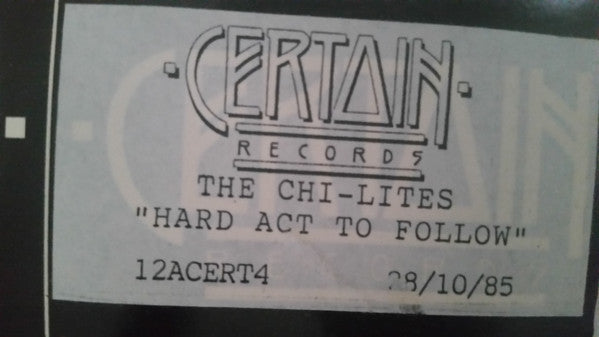 CERTAIN
RECORDS
THE CHI-LITES
"HARD ACT TO FOLLOW"
12ACERT4 28/10/85